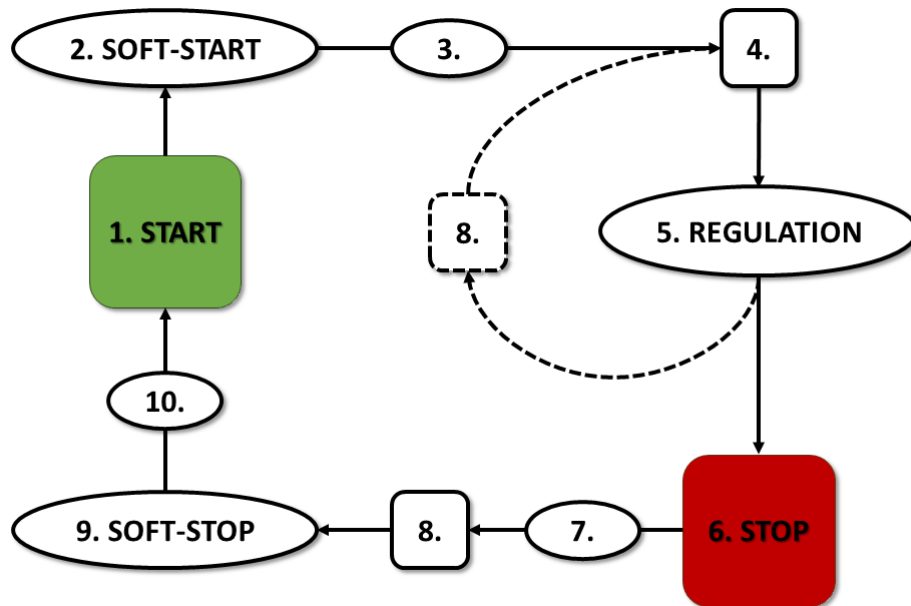 2. SOFT-START
3.
4.
1. START
8.
5. REGULATION
10.
9. SOFT-STOP
8.
7.
6. STOP